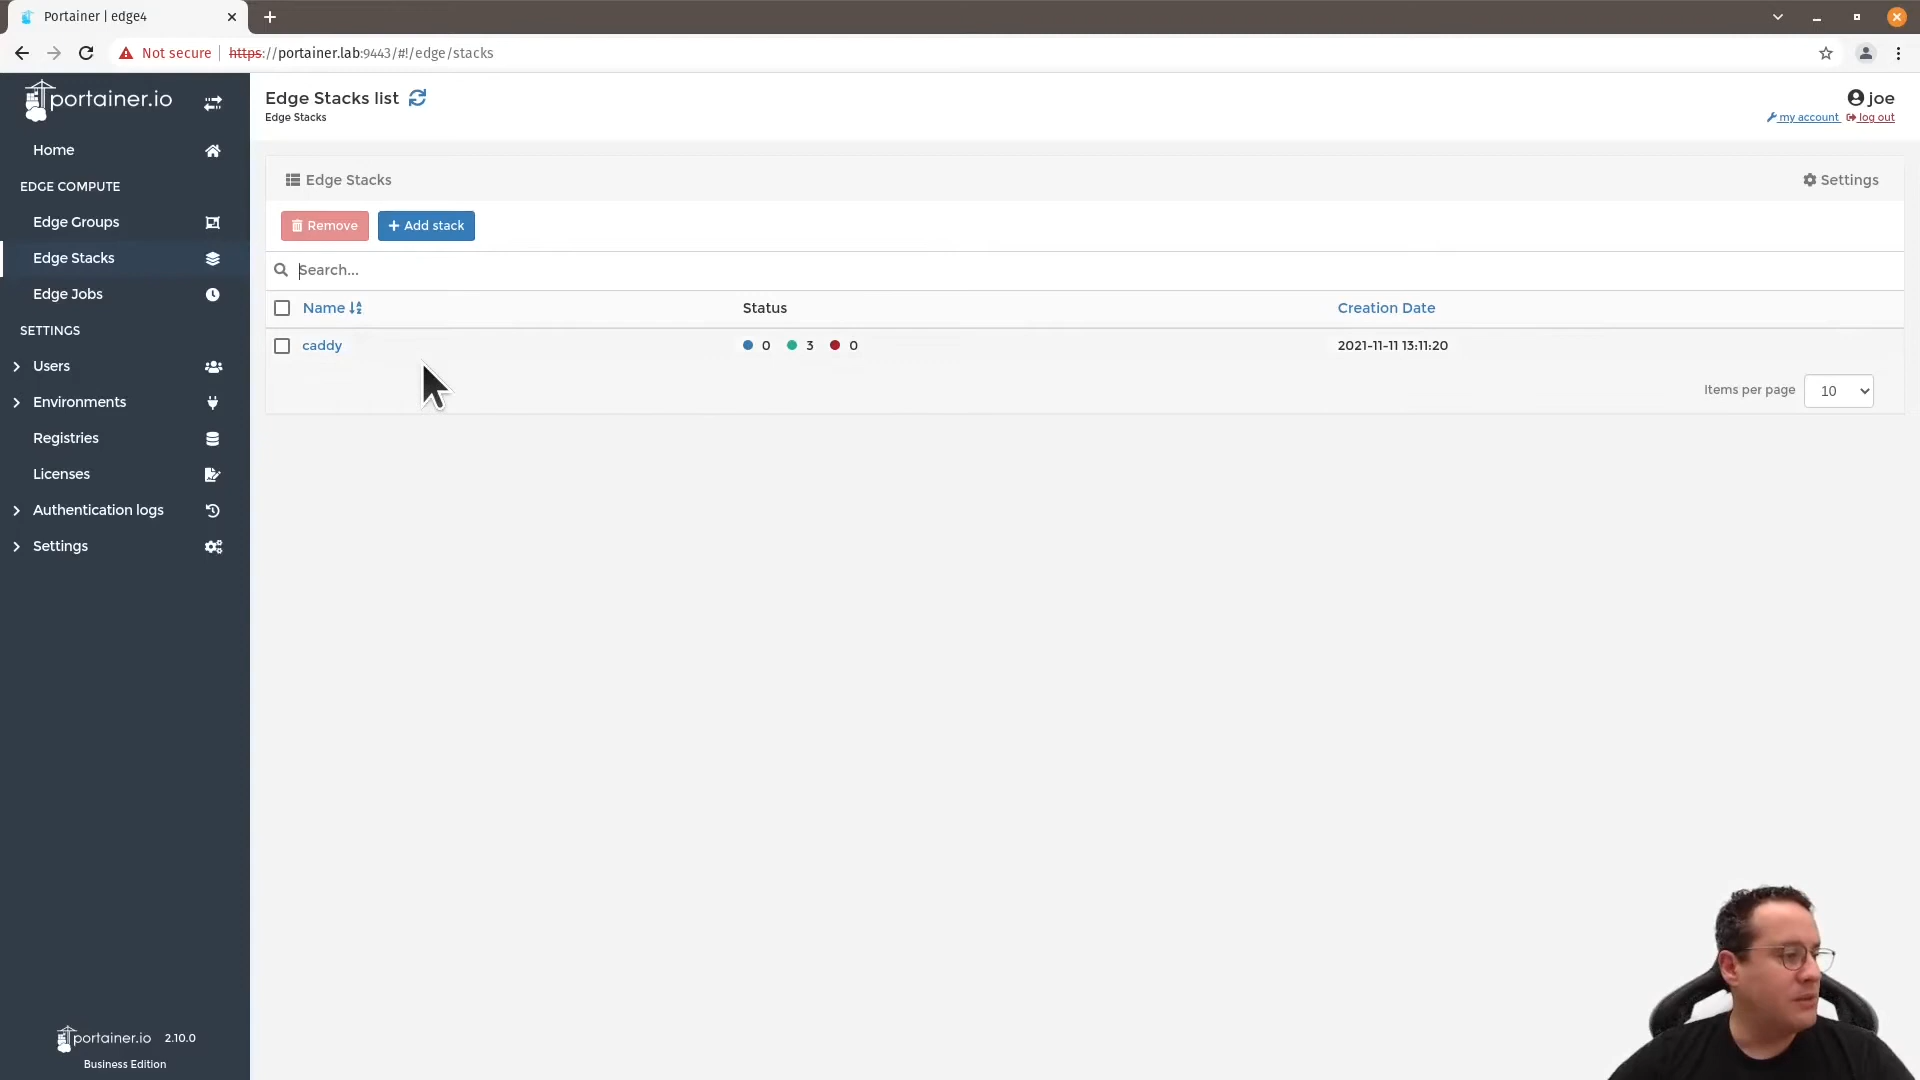 Portainer | edge4
Not secure
https://portainer.lab:9443/#!/edge/stacks
portainer.io
Home
EDGE COMPUTE
Edge Groups
Edge Stacks
Edge Jobs
SETTINGS
Users
Environments
Registries
Licenses
Authentication logs
Settings
portainer.io 2.10.0
Business Edition
Edge Stacks list
Edge Stacks
joe
my account log out
Edge Stacks Settings
Remove Add stack
Search...
Name Status Creation Date
caddy 0 3 0 2021-11-11 13:11:20
Items per page 10